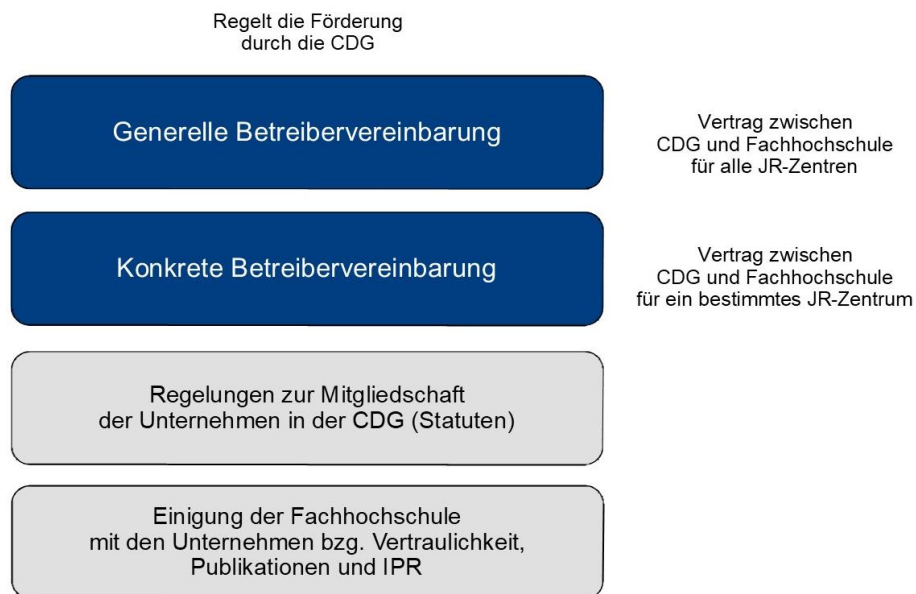 Regelt die Förderung
durch die CDG
Generelle Betreibervereinbarung
Vertrag zwischen
CDG und Fachhochschule
für alle JR-Zentren
Konkrete Betreibervereinbarung
Vertrag zwischen
CDG und Fachhochschule
für ein bestimmtes JR-Zentrum
Regelungen zur Mitgliedschaft
der Unternehmen in der CDG (Statuten)
Einigung der Fachhochschule
mit den Unternehmen bzg. Vertraulichkeit,
Publikationen und IPR